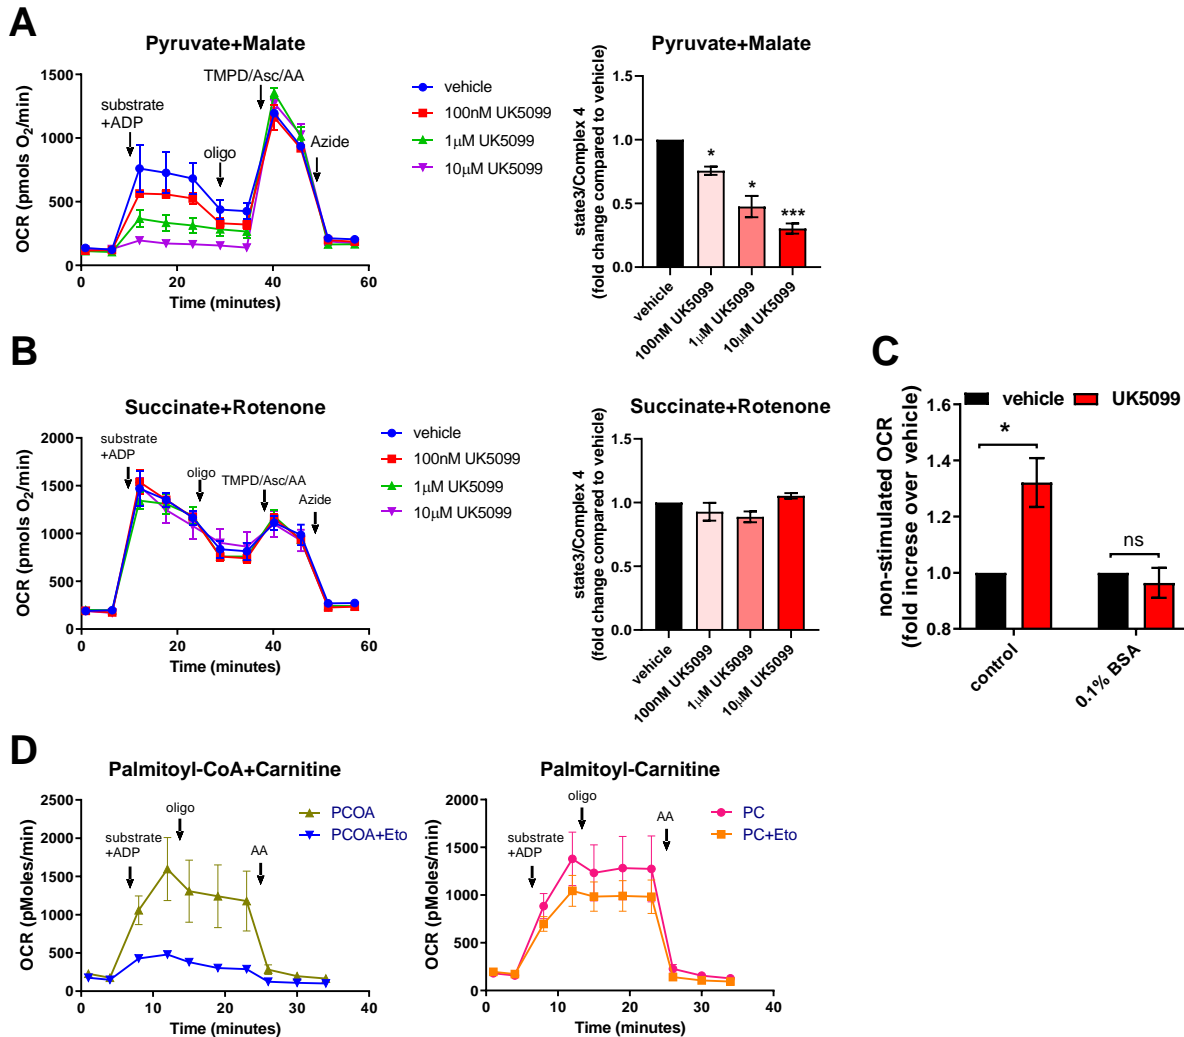 A
Pyruvate+Malate
OCR (pmols O2/min)
1500
1000
500
0
0
20
40
60
Time (minutes)
substrate
+ADP
oligo
TMPD/Asc/AA
Azide
vehicle
100nM UK5099
1μM UK5099
10μM UK5099
Pyruvate+Malate
state3/Complex 4
(fold change compared to vehicle)
1.5
1.0
0.5
0.0
*
*
***
vehicle
100nM UK5099
1μM UK5099
10μM UK5099
B
Succinate+Rotenone
OCR (pmols O2/min)
2000
1500
1000
500
0
0
20
40
60
Time (minutes)
substrate
+ADP
oligo
TMPD/Asc/AA
Azide
vehicle
100nM UK5099
1μM UK5099
10μM UK5099
Succinate+Rotenone
state3/Complex 4
(fold change compared to vehicle)
1.5
1.0
0.5
0.0
vehicle
100nM UK5099
1μM UK5099
10μM UK5099
C
vehicle
UK5099
non-stimulated OCR
(fold increse over vehicle)
1.6
1.4
1.2
1.0
0.8
*
ns
control
0.1% BSA
D
Palmitoyl-CoA+Carnitine
OCR (pMoles/min)
2500
2000
1500
1000
500
0
0
10
20
30
40
Time (minutes)
substrate
+ADP
oligo
AA
PCOA
PCOA+Eto
Palmitoyl-Carnitine
OCR (pMoles/min)
2000
1500
1000
500
0
0
10
20
30
40
Time (minutes)
substrate
+ADP
oligo
AA
PC
PC+Eto